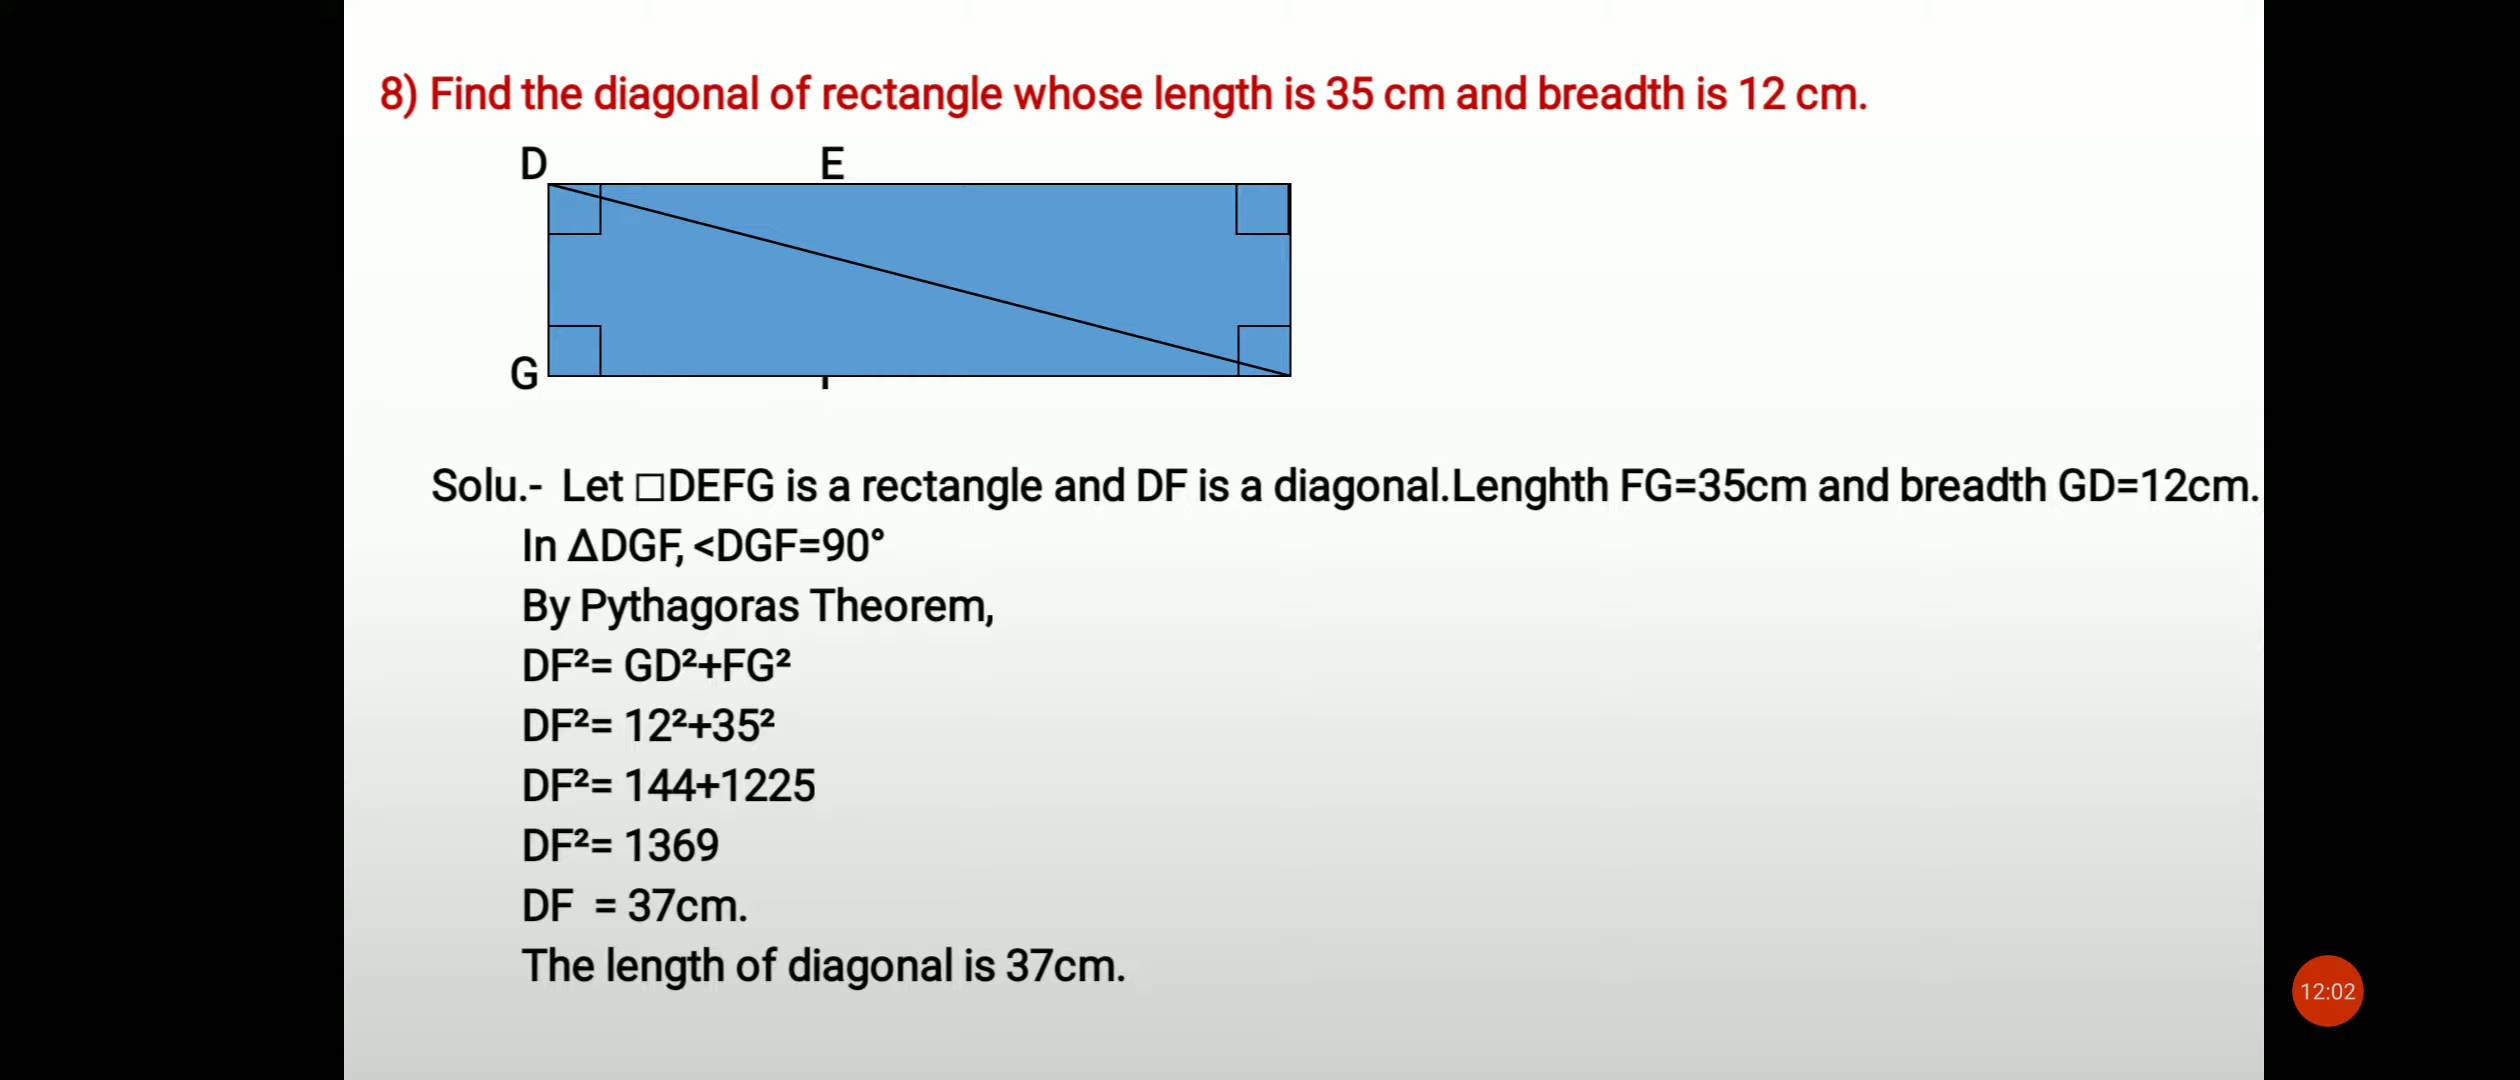 8) Find the diagonal of rectangle whose length is 35 cm and breadth is 12 cm.
D E
G
Solu.- Let □DEFG is a rectangle and DF is a diagonal.Lenghth FG=35cm and breadth GD=12cm.
In ΔDGF, <DGF=90°
By Pythagoras Theorem,
DF²= GD²+FG²
DF²= 12²+35²
DF²= 144+1225
DF²= 1369
DF = 37cm.
The length of diagonal is 37cm.
12:02